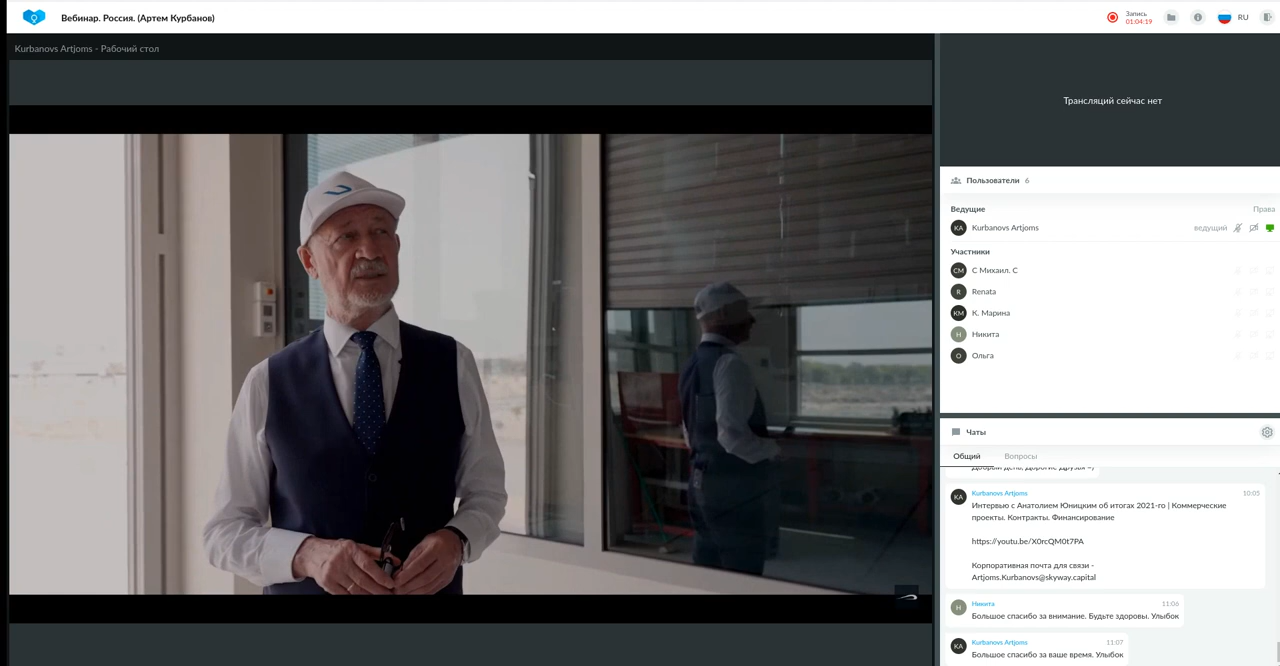 Вебинар. Россия. (Артем Курбанов)
Запись
01:04:19
RU
Kurbanovs Artjoms - Рабочий стол
Трансляций сейчас нет
Пользователи 6
Ведущие
Права
KA
Kurbanovs Artjoms
ведущий
Участники
СМ
С Михаил. С
R
Renata
КМ
К. Марина
Н
Никита
О
Ольга
Чаты
Общий
Вопросы
Добрый день, Дорогие Друзья =)
KA
Kurbanovs Artjoms
10:05
Интервью с Анатолием Юницким об итогах 2021-го | Коммерческие
проекты. Контракты. Финансирование
https://youtu.be/X0rcQM0t7PA
Корпоративная почта для связи -
Artjoms.Kurbanovs@skyway.capital
Н
Никита
11:06
Большое спасибо за внимание. Будьте здоровы. Улыбок
KA
Kurbanovs Artjoms
11:07
Большое спасибо за ваше время. Улыбок